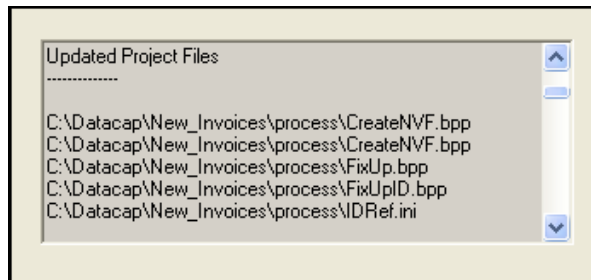 Updated Project Files
--------------
C:\Datacap\New_Invoices\process\CreateNVF.bpp
C:\Datacap\New_Invoices\process\CreateNVF.bpp
C:\Datacap\New_Invoices\process\FixUp.bpp
C:\Datacap\New_Invoices\process\FixUpID.bpp
C:\Datacap\New_Invoices\process\IDRef.ini